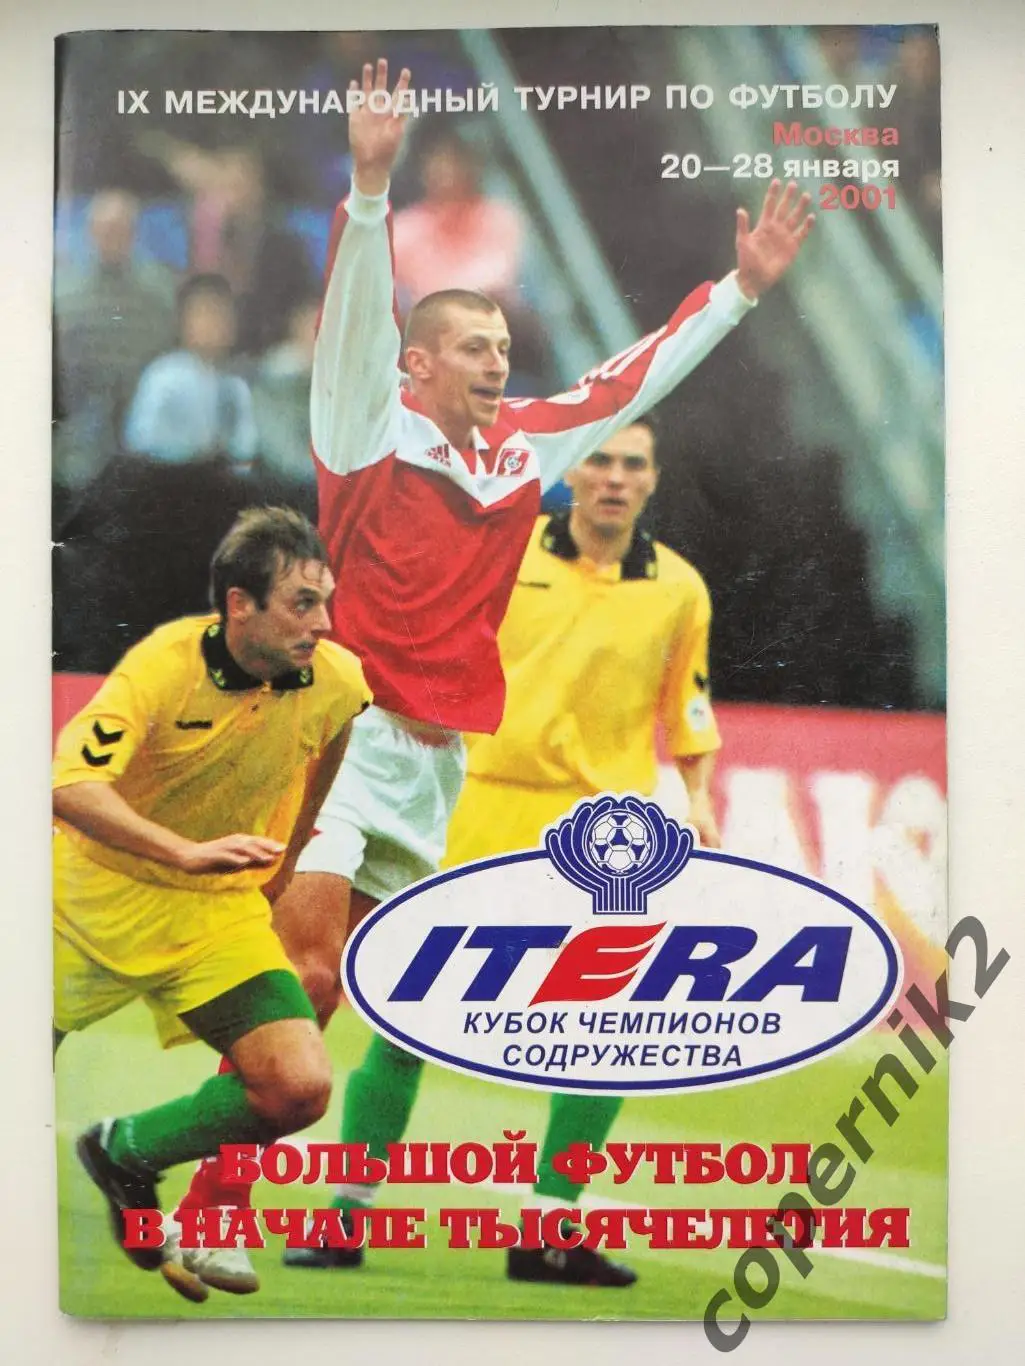 IX МЕЖДУНАРОДНЫЙ ТУРНИР ПО ФУТБОЛУ
Москва
20—28 января
2001
ITERA
КУБОК ЧЕМПИОНОВ
СОДРУЖЕСТВА
БОЛЬШОЙ ФУТБОЛ
В НАЧАЛЕ ТЫСЯЧЕЛЕТИЯ
copernik2